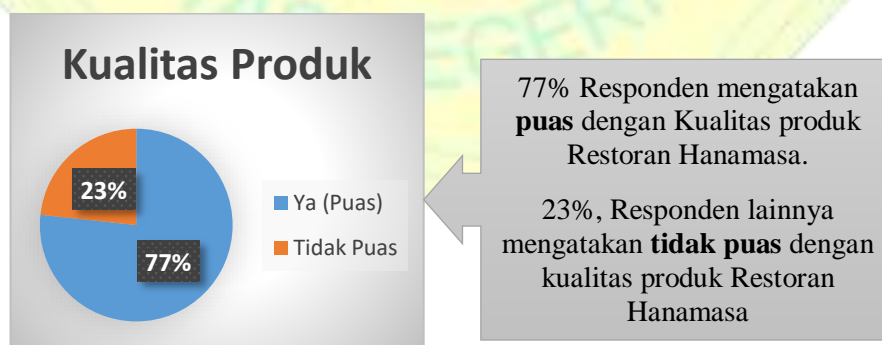 Kualitas Produk
23%
77%
Ya (Puas)
Tidak Puas
77% Responden mengatakan
puas dengan Kualitas produk
Restoran Hanamasa.
23%, Responden lainnya
mengatakan tidak puas dengan
kualitas produk Restoran
Hanamasa